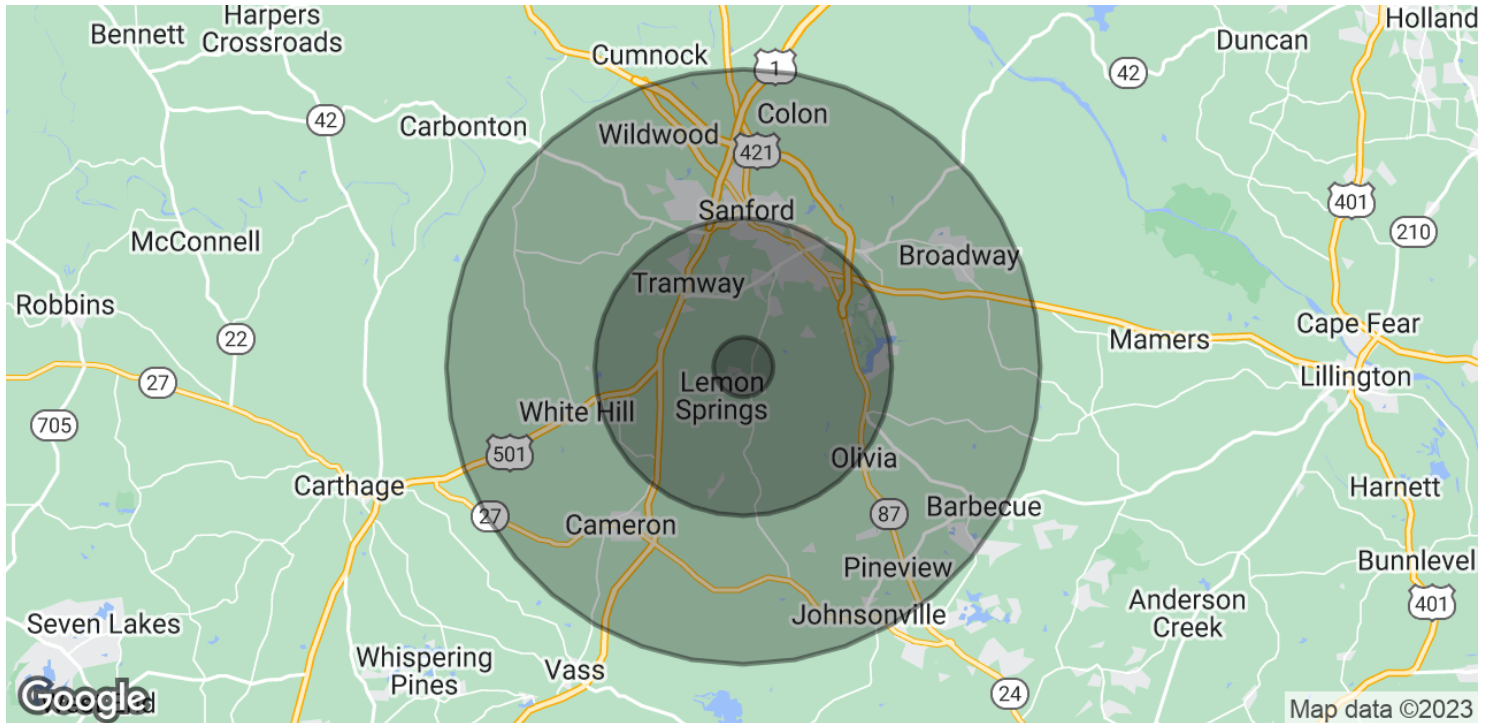 Harpers
Crossroads
Holland
Bennett
Duncan
Cumnock
1
42
Colon
42
Carbonton
Wildwood
421
401
Sanford
210
McConnell
Broadway
Tramway
Robbins
Cape Fear
22
Mamers
Lillington
27
Lemon
Springs
White Hill
705
501
Olivia
Carthage
Harnett
Barbecue
27
87
Cameron
Pineview
Bunnlevel
Anderson
Creek
401
Johnsonville
Seven Lakes
Whispering
Pines
Vass
24
Google
Map data ©2023